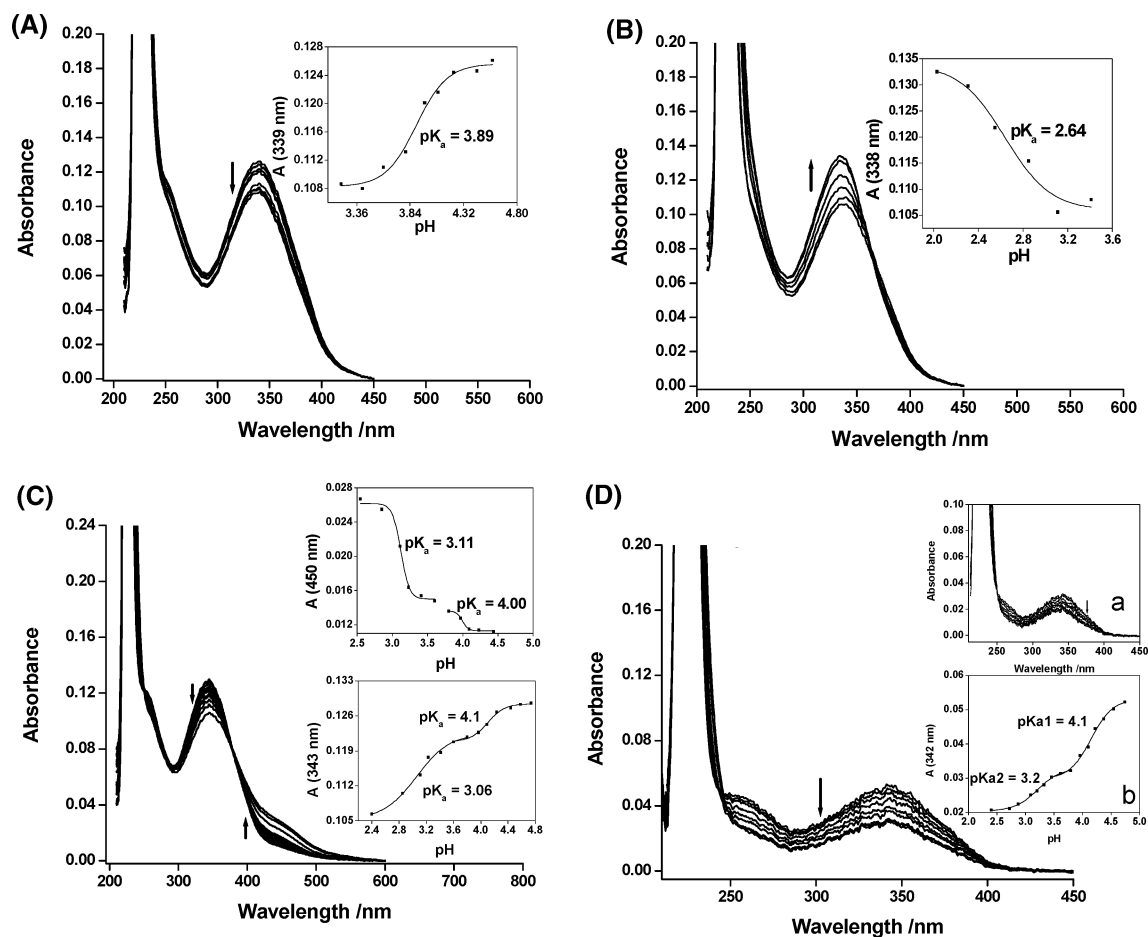 (A)
0.20
0.18
0.16
0.14
0.12
0.10
0.08
0.06
0.04
0.02
0.00
Absorbance
200 250 300 350 400 450 500 550 600
Wavelength /nm
0.128
0.124
0.120
0.116
0.112
0.108
A (339 nm)
pKa = 3.89
3.36 3.84 4.32 4.80
pH
(B)
0.20
0.18
0.16
0.14
0.12
0.10
0.08
0.06
0.04
0.02
0.00
Absorbance
200 250 300 350 400 450 500 550 600
Wavelength /nm
0.135
0.130
0.125
0.120
0.115
0.110
0.105
A (338 nm)
pKa = 2.64
2.0 2.4 2.8 3.2 3.6
pH
(C)
0.24
0.20
0.16
0.12
0.08
0.04
0.00
Absorbance
200 300 400 500 600 700 800
Wavelength /nm
0.028
0.024
0.020
0.016
0.012
A (450 nm)
pKa = 3.11
pKa = 4.00
2.5 3.0 3.5 4.0 4.5 5.0
pH
0.133
0.126
0.119
0.112
0.105
A (343 nm)
pKa = 4.1
pKa = 3.06
2.4 2.8 3.2 3.6 4.0 4.4 4.8
pH
(D)
0.20
0.16
0.12
0.08
0.04
0.00
Absorbance
250 300 350 400 450
Wavelength /nm
0.10
0.08
0.06
0.04
0.02
0.00
Absorbance
a
250 300 350 400 450
Wavelength /nm
0.06
0.05
0.04
0.03
0.02
A (342 nm)
pKa1 = 4.1
pKa2 = 3.2
b
2.0 2.5 3.0 3.5 4.0 4.5 5.0
pH